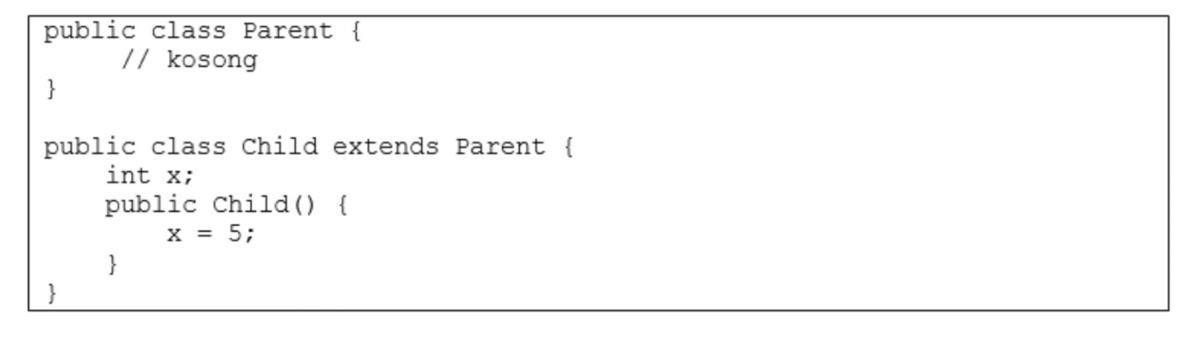 public class Parent {
// kosong
}
public class Child extends Parent {
int x;
public Child() {
x = 5;
}
}